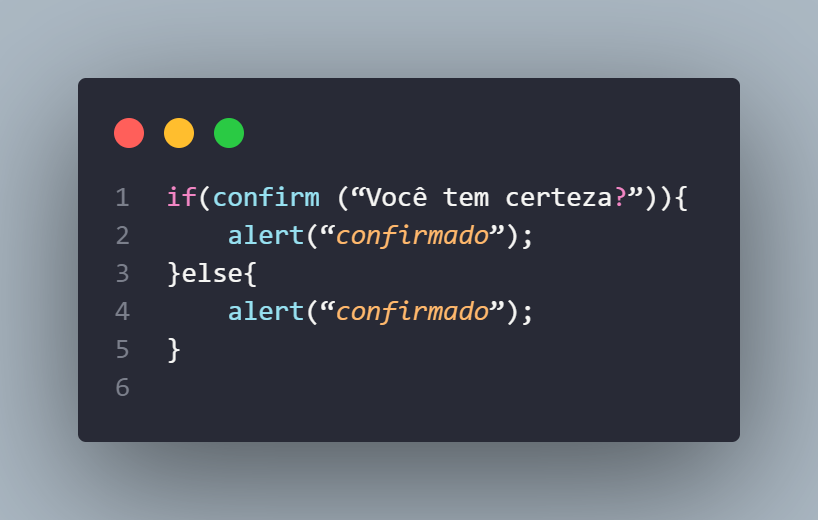 1 if(confirm (“Você tem certeza?”)){
2     alert(“confirmado”);
3 }else{
4     alert(“confirmado”);
5 }
6